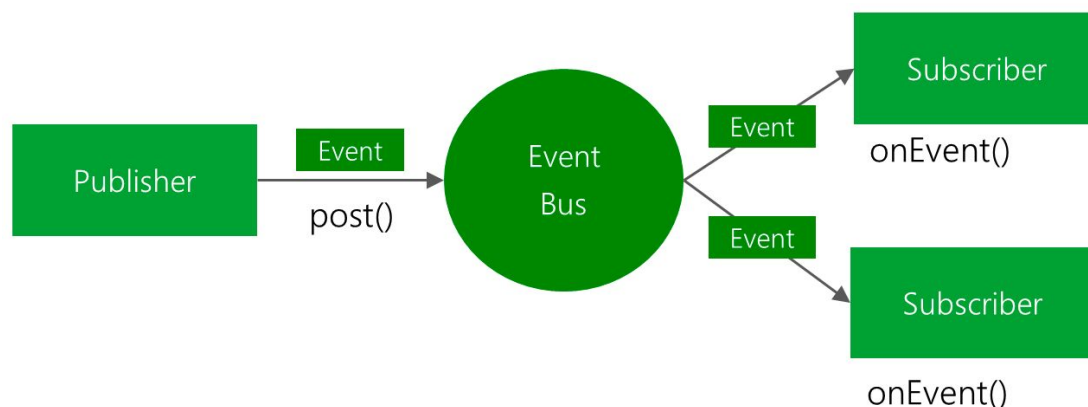 Publisher
Event
post()
Event
Bus
Event
Subscriber
onEvent()
Event
Subscriber
onEvent()